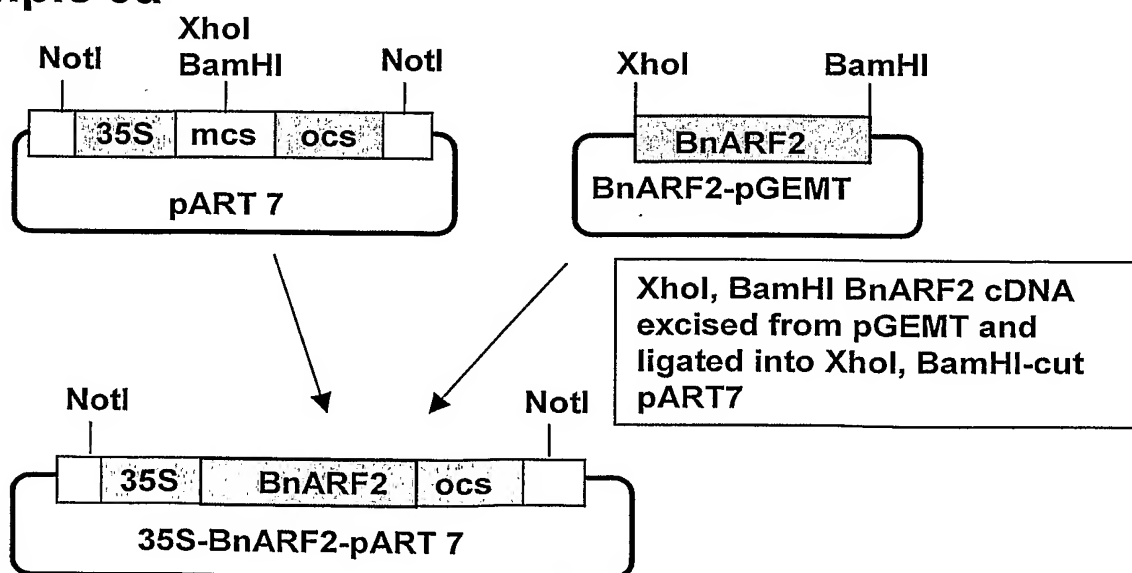 XhoI
NotI BamHI NotI
35S mcs ocs
pART 7
XhoI BamHI
BnARF2
BnARF2-pGEMT
XhoI, BamHI BnARF2 cDNA
excised from pGEMT and
ligated into XhoI, BamHI-cut
pART7
NotI NotI
35S BnARF2 ocs
35S-BnARF2-pART 7